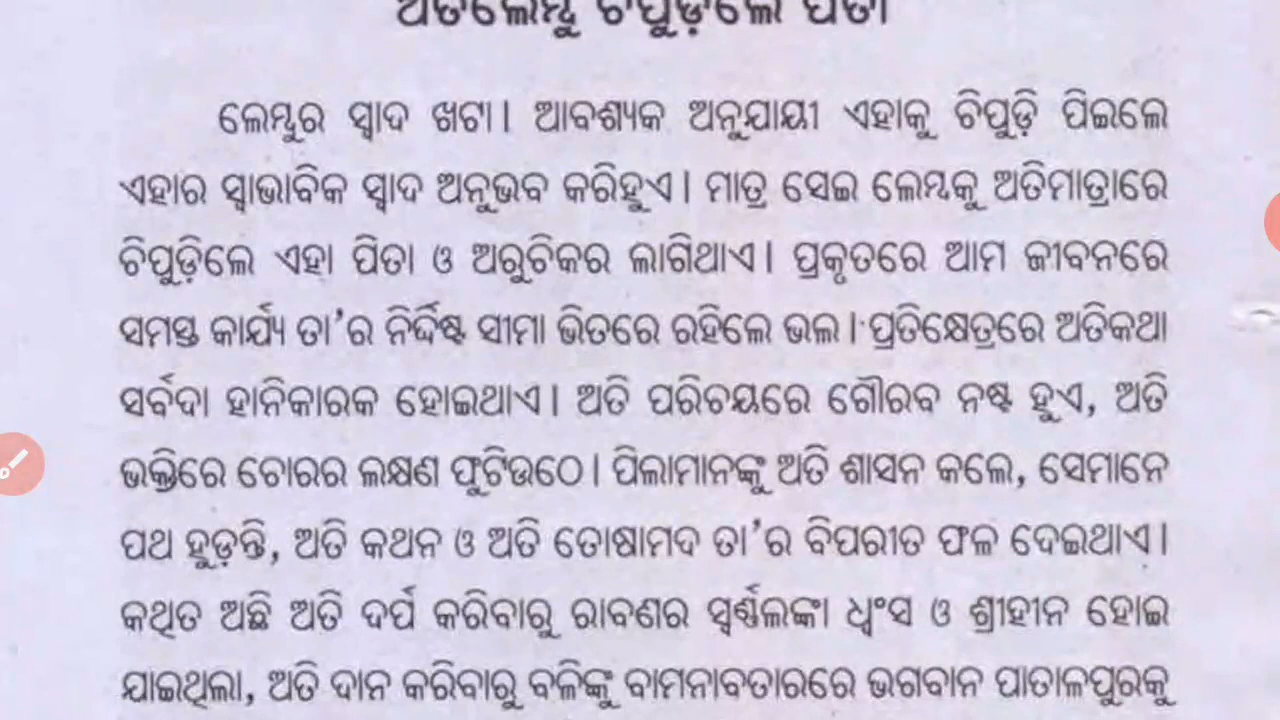 ଅତିଲେମ୍ବୁ ଚିପୁଡ଼ିଲେ ପିତା
ଲେମ୍ବୁର ସ୍ୱାଦ ଖଟା। ଆବଶ୍ୟକ ଅନୁଯାୟୀ ଏହାକୁ ଚିପୁଡ଼ି ପିଇଲେ
ଏହାର ସ୍ୱାଭାବିକ ସ୍ୱାଦ ଅନୁଭବ କରିହୁଏ। ମାତ୍ର ସେଇ ଲେମ୍ବକୁ ଅତିମାତ୍ରାରେ
ଚିପୁଡ଼ିଲେ ଏହା ପିତା ଓ ଅରୁଚିକର ଲାଗିଥାଏ। ପ୍ରକୃତରେ ଆମ ଜୀବନରେ
ସମସ୍ତ କାର୍ଯ୍ୟ ତା'ର ନିର୍ଦ୍ଦିଷ୍ଟ ସୀମା ଭିତରେ ରହିଲେ ଭଲ। ପ୍ରତିକ୍ଷେତ୍ରରେ ଅତିକଥା
ସର୍ବଦା ହାନିକାରକ ହୋଇଥାଏ। ଅତି ପରିଚୟରେ ଗୌରବ ନଷ୍ଟ ହୁଏ, ଅତି
ଭକ୍ତିରେ ଚୋରର ଲକ୍ଷଣ ଫୁଟିଉଠେ। ପିଲାମାନଙ୍କୁ ଅତି ଶାସନ କଲେ, ସେମାନେ
ପଥ ହୁଡ଼ନ୍ତି, ଅତି କଥନ ଓ ଅତି ତୋଷାମଦ ତା'ର ବିପରୀତ ଫଳ ଦେଇଥାଏ।
କଥିତ ଅଛି ଅତି ଦର୍ପ କରିବାରୁ ରାବଣର ସ୍ୱର୍ଣ୍ଣଲଙ୍କା ଧ୍ୱଂସ ଓ ଶ୍ରୀହୀନ ହୋଇ
ଯାଇଥିଲା, ଅତି ଦାନ କରିବାରୁ ବଳିଙ୍କୁ ବାମନାବତାରରେ ଭଗବାନ ପାତାଳପୁରକୁ